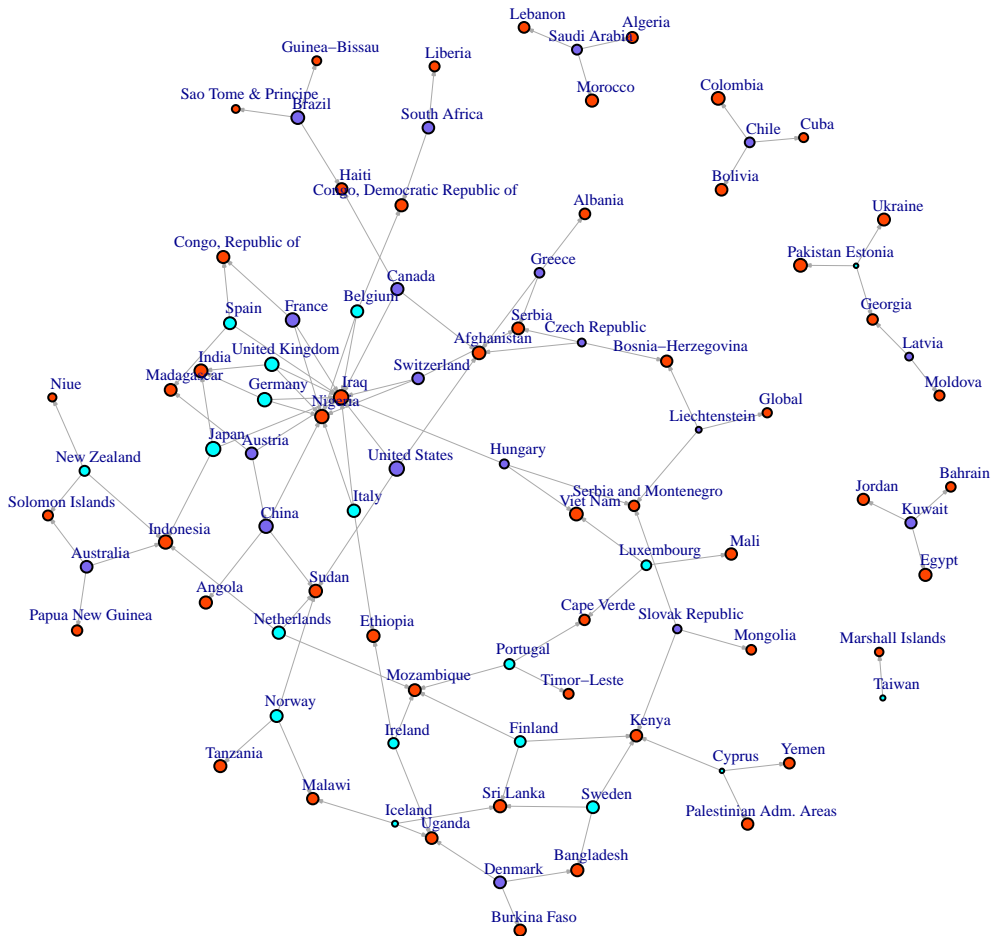 Lebanon
Algeria
Saudi Arabia
Guinea−Bissau
Liberia
Morocco
Colombia
Sao Tome & Principe
Brazil
South Africa
Chile
Cuba
Haiti
Congo, Democratic Republic of
Bolivia
Albania
Ukraine
Congo, Republic of
Pakistan
Estonia
Greece
Canada
Belgium
France
Spain
Georgia
Serbia
Czech Republic
Afghanistan
Bosnia−Herzegovina
United Kingdom
India
Switzerland
Latvia
Madagascar
Germany
Iraq
Niue
Nigeria
Moldova
Global
Liechtenstein
Japan
Austria
United States
Hungary
New Zealand
Serbia and Montenegro
Bahrain
Jordan
Solomon Islands
Italy
Viet Nam
China
Kuwait
Indonesia
Mali
Luxembourg
Australia
Sudan
Egypt
Angola
Cape Verde
Papua New Guinea
Netherlands
Ethiopia
Slovak Republic
Mongolia
Marshall Islands
Portugal
Mozambique
Timor−Leste
Taiwan
Norway
Ireland
Finland
Kenya
Tanzania
Cyprus
Yemen
Malawi
Sri Lanka
Sweden
Iceland
Palestinian Adm. Areas
Uganda
Bangladesh
Denmark
Burkina Faso